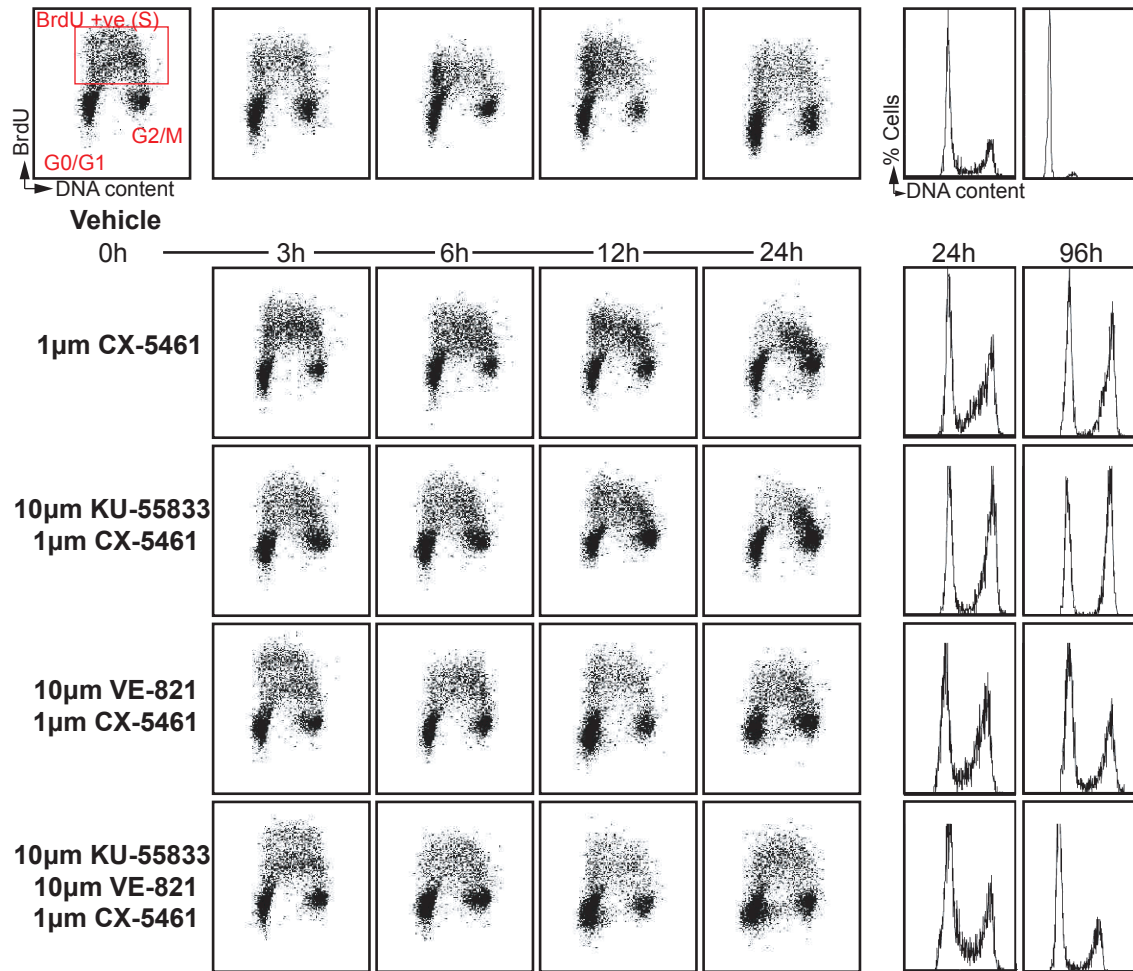 BrdU +ve.(S)
BrdU
G2/M
G0/G1
DNA content
% Cells
DNA content
Vehicle
0h 3h 6h 12h 24h 24h 96h
1µm CX-5461
10µm KU-55833
1µm CX-5461
10µm VE-821
1µm CX-5461
10µm KU-55833
10µm VE-821
1µm CX-5461